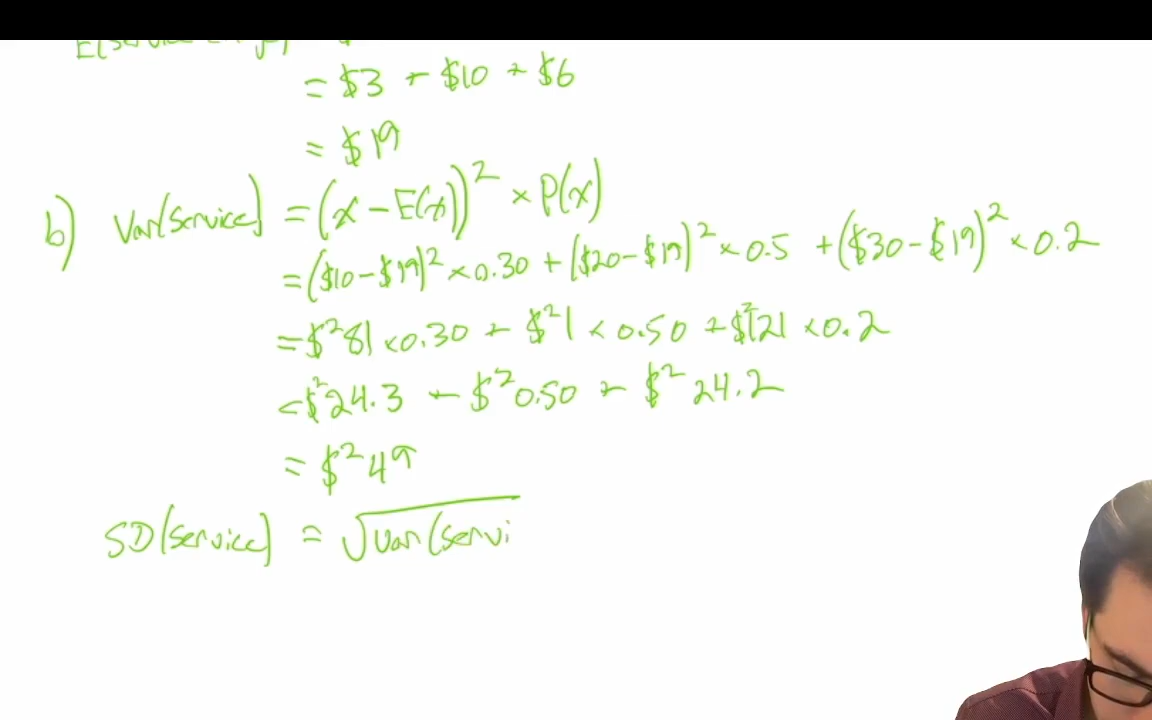 = $3 + $10 + $6
= $19
b) Var(Service) = (x - E(x))² × P(x)
= ($10 - $19)² × 0.30 + ($20 - $19)² × 0.5 + ($30 - $19)² × 0.2
= $²81 × 0.30 + $²1 × 0.50 + $²121 × 0.2
= $²24.3 + $²0.50 + $²24.2
= $²49
SD(Service) = √Var(servi